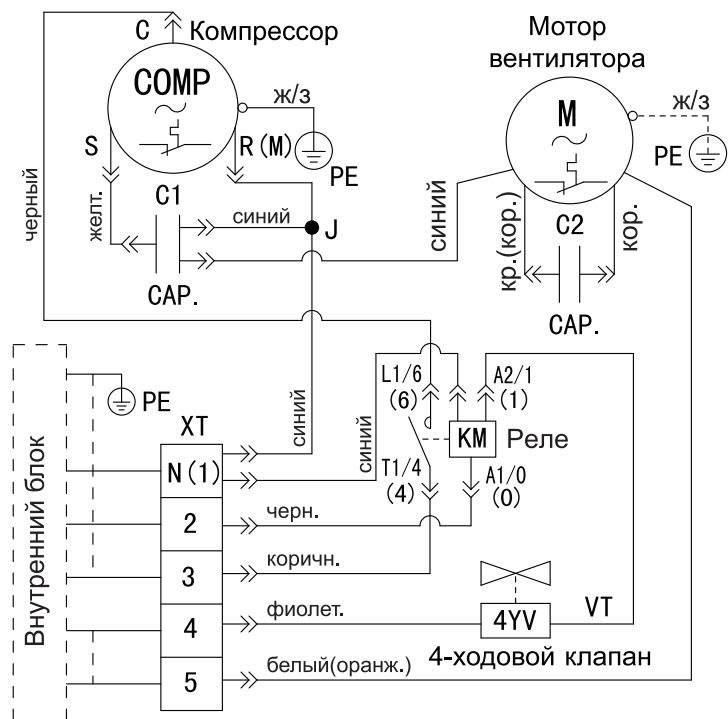 C
Компрессор
Мотор
вентилятора
COMP
ж/з
M
ж/з
S
R(M)
PE
PE
черный
желт.
C1
синий
J
синий
кр.(кор.)
C2
кор.
CAP.
CAP.
L1/6
(6)
A2/1
(1)
PE
XT
синий
синий
KM
Реле
N(1)
T1/4
(4)
A1/0
(0)
Внутренний блок
2
черн.
3
коричн.
4
фиолет.
4YV
VT
4-ходовой клапан
5
белый(оранж.)